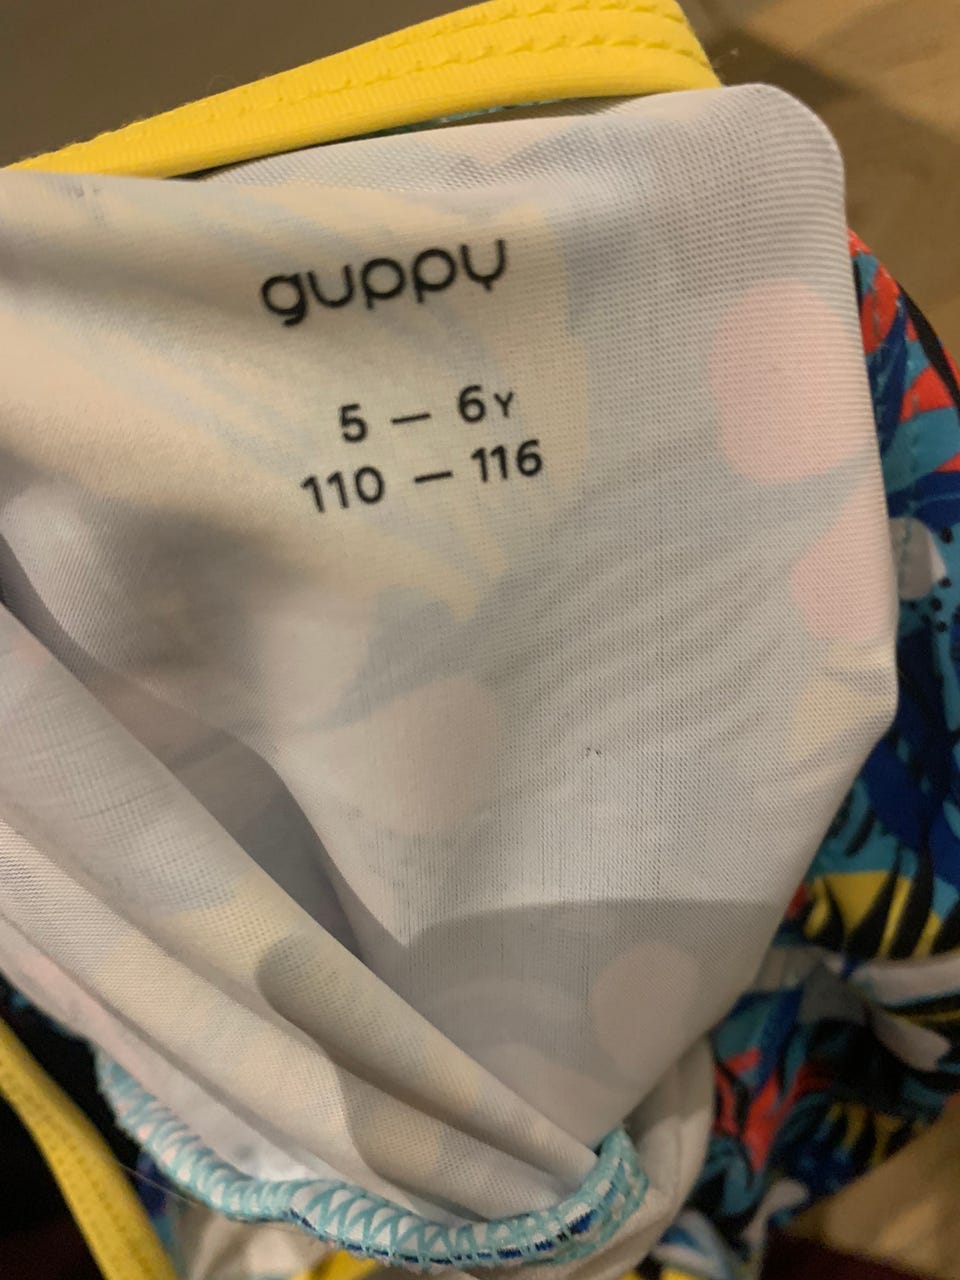 guppy
5 — 6Y
110 — 116